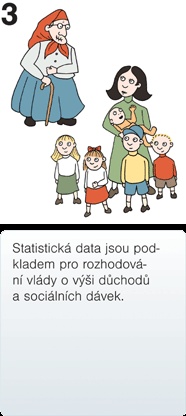 3
Statistická data jsou pod-
kladem pro rozhodová-
ní vlády o výši důchodů
a sociálních dávek.